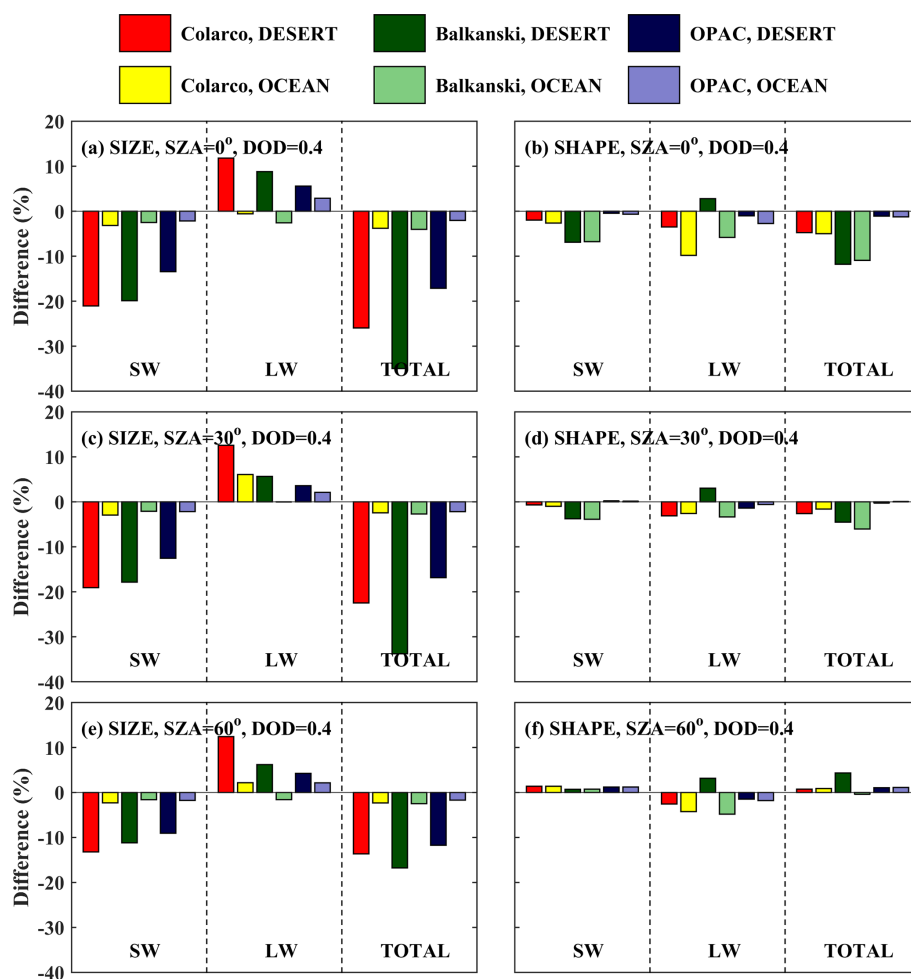 Colarco, DESERT
Balkanski, DESERT
OPAC, DESERT
Colarco, OCEAN
Balkanski, OCEAN
OPAC, OCEAN
Difference (%)
20
10
0
-10
-20
-30
-40
(a) SIZE, SZA=0°, DOD=0.4
SW
LW
TOTAL
(b) SHAPE, SZA=0°, DOD=0.4
SW
LW
TOTAL
Difference (%)
20
10
0
-10
-20
-30
-40
(c) SIZE, SZA=30°, DOD=0.4
SW
LW
TOTAL
(d) SHAPE, SZA=30°, DOD=0.4
SW
LW
TOTAL
Difference (%)
20
10
0
-10
-20
-30
-40
(e) SIZE, SZA=60°, DOD=0.4
SW
LW
TOTAL
(f) SHAPE, SZA=60°, DOD=0.4
SW
LW
TOTAL